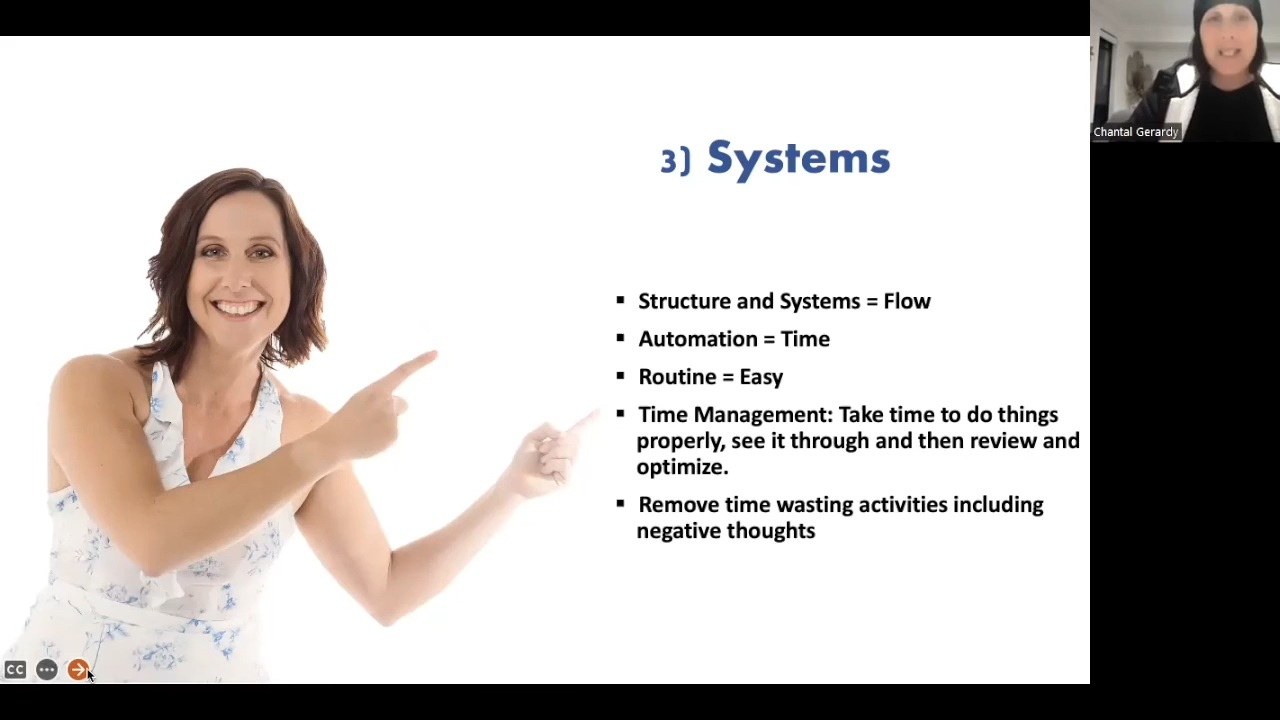 Chantal Gerardy
3) Systems
▪ Structure and Systems = Flow
▪ Automation = Time
▪ Routine = Easy
▪ Time Management: Take time to do things
properly, see it through and then review and
optimize.
▪ Remove time wasting activities including
negative thoughts
CC